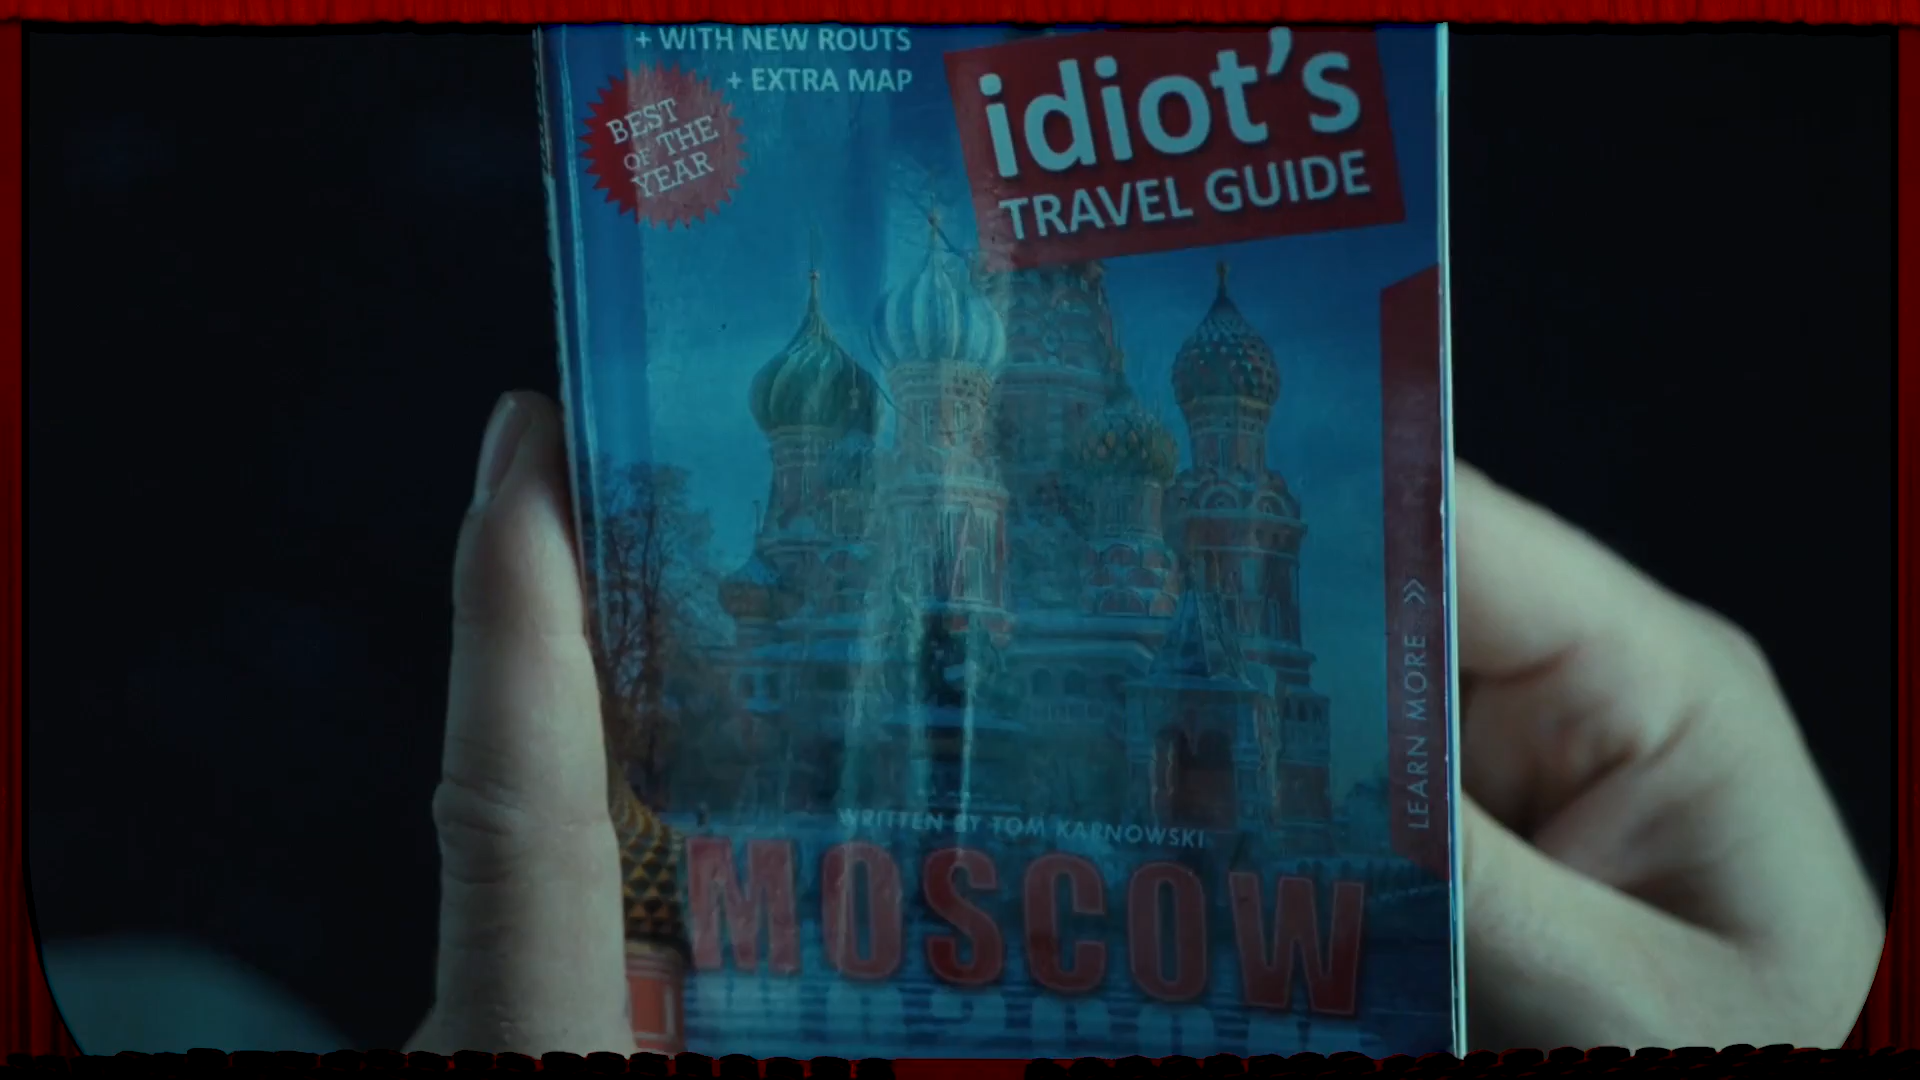 + WITH NEW ROUTS
+ EXTRA MAP
BEST
OF THE
YEAR
idiot's
TRAVEL GUIDE
LEARN MORE >>
WRITTEN BY TOM KARNOWSKI
MOSCOW